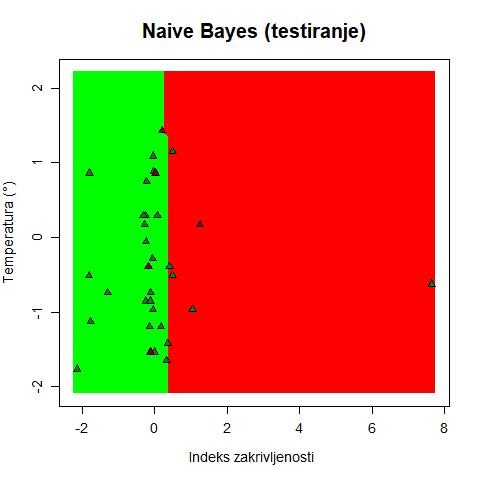 Naive Bayes (testiranje)
Temperatura (°)
2
1
0
-1
-2
-2 0 2 4 6 8
Indeks zakrivljenosti